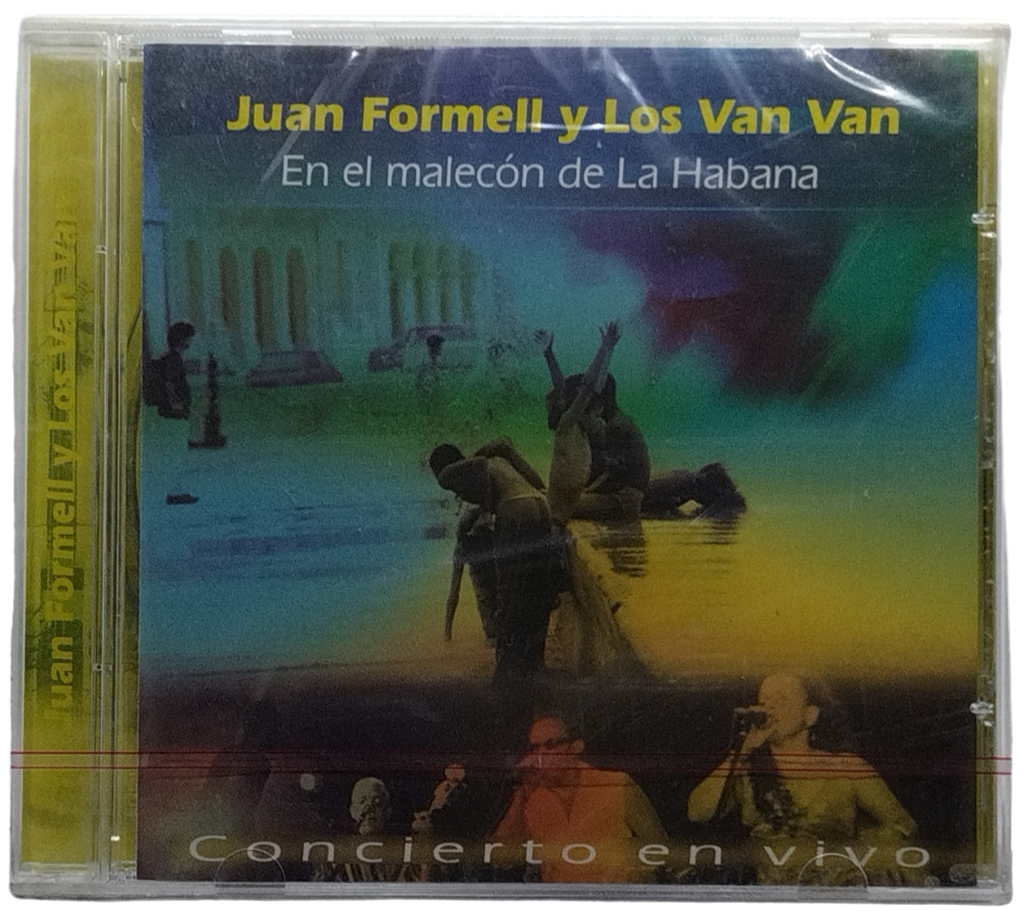 Juan Formell y Los Van Van
En el malecón de La Habana
Concierto en vivo
Juan Formell y Los Van Van